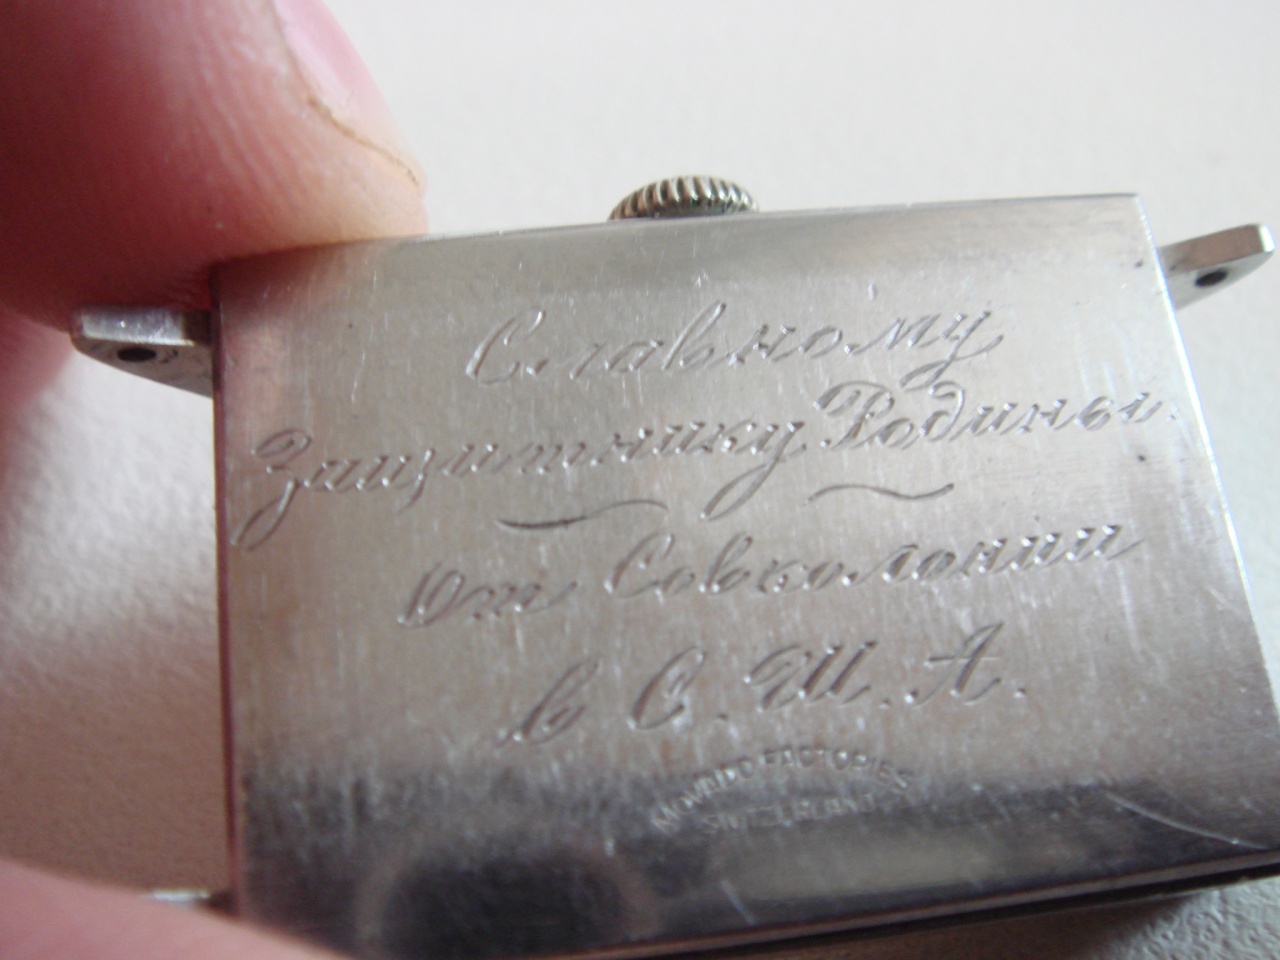 Славному
Защитнику Родины.
От Совколонии
в С.Ш.А.
MOVADO FACTORIES
SWITZERLAND